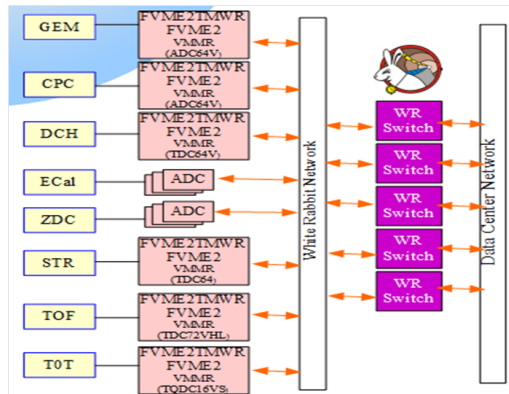 GEM
FVME2TMWR
FVME2
VMMR
(ADC64V)
CPC
FVME2TMWR
FVME2
VMMR
(ADC64V)
DCH
FVME2TMWR
FVME2
VMMR
(TDC64V)
ECal
ADC
ZDC
ADC
STR
FVME2TMWR
FVME2
VMMR
(TDC64)
TOF
FVME2TMWR
FVME2
VMMR
(TDC72VHL)
T0T
FVME2TMWR
FVME2
VMMR
(TQDC16VS)
White Rabbit Network
WR
Switch
WR
Switch
WR
Switch
WR
Switch
WR
Switch
Data Center Network